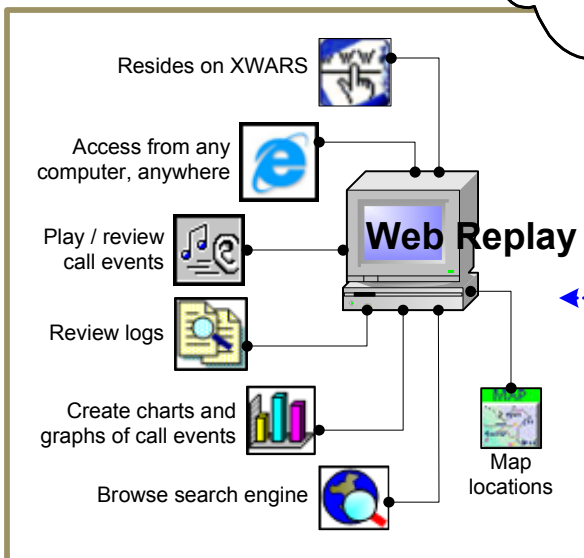 Resides on XWARS
Access from any
computer, anywhere
Play / review
call events
Web Replay
Review logs
Create charts and
graphs of call events
MAP
Map
locations
Browse search engine